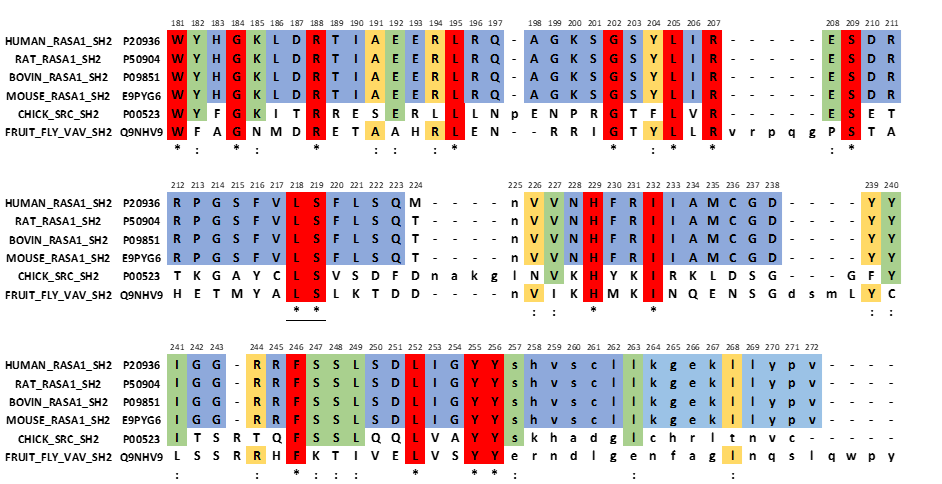 181 182 183 184 185 186 187 188 189 190 191 192 193 194 195 196 197 198 199 200 201 202 203 204 205 206 207 208 209 210 211
HUMAN_RASA1_SH2 P20936 W Y H G K L D R T I A E E R L R Q - A G K S G S Y L I R - - - - - E S D R
RAT_RASA1_SH2 P50904 W Y H G K L D R T I A E E R L R Q - A G K S G S Y L I R - - - - - E S D R
BOVIN_RASA1_SH2 P09851 W Y H G K L D R T I A E E R L R Q - A G K S G S Y L I R - - - - - E S D R
MOUSE_RASA1_SH2 E9PYG6 W Y H G K L D R T I A E E R L R Q - A G K S G S Y L I R - - - - - E S D R
CHICK_SRC_SH2 P00523 W Y F G K I T R R E S E R L L L N p E N P R G T F L V R - - - - - E S E T
FRUIT_FLY_VAV_SH2 Q9NHV9 W F A G N M D R E T A A H R L E N - - R R I G T Y L L R v r p q g P S T A
* : * : * : : : * * : * * : *
212 213 214 215 216 217 218 219 220 221 222 223 224 225 226 227 228 229 230 231 232 233 234 235 236 237 238 239 240
HUMAN_RASA1_SH2 P20936 R P G S F V L S F L S Q M - - - - n V V N H F R I I A M C G D - - - - Y Y
RAT_RASA1_SH2 P50904 R P G S F V L S F L S Q T - - - - n V V N H F R I I A M C G D - - - - Y Y
BOVIN_RASA1_SH2 P09851 R P G S F V L S F L S Q T - - - - n V V N H F R I I A M C G D - - - - Y Y
MOUSE_RASA1_SH2 E9PYG6 R P G S F V L S F L S Q T - - - - n V V N H F R I I A M C G D - - - - Y Y
CHICK_SRC_SH2 P00523 T K G A Y C L S V S D F D n a k g l N V K H Y K I R K L D S G - - - G F Y
FRUIT_FLY_VAV_SH2 Q9NHV9 H E T M Y A L S L K T D D - - - - n V I K H M K I N Q E N S G d s m L Y C
* * : : * * : :
241 242 243 244 245 246 247 248 249 250 251 252 253 254 255 256 257 258 259 260 261 262 263 264 265 266 267 268 269 270 271 272
HUMAN_RASA1_SH2 P20936 I G G - R R F S S L S D L I G Y Y s h v s c l l k g e k l l y p v - - - -
RAT_RASA1_SH2 P50904 I G G - R R F S S L S D L I G Y Y s h v s c l l k g e k l l y p v - - - -
BOVIN_RASA1_SH2 P09851 I G G - R R F S S L S D L I G Y Y s h v s c l l k g e k l l y p v - - - -
MOUSE_RASA1_SH2 E9PYG6 I G G - R R F S S L S D L I G Y Y s h v s c l l k g e k l l y p v - - - -
CHICK_SRC_SH2 P00523 I T S R T Q F S S L Q Q L V A Y Y s k h a d g l c h r l t n v c - - - - -
FRUIT_FLY_VAV_SH2 Q9NHV9 L S S R R H F K T I V E L V S Y Y e r n d l g e n f a g l n q s l q w p y
: : * : : : * * * : : :